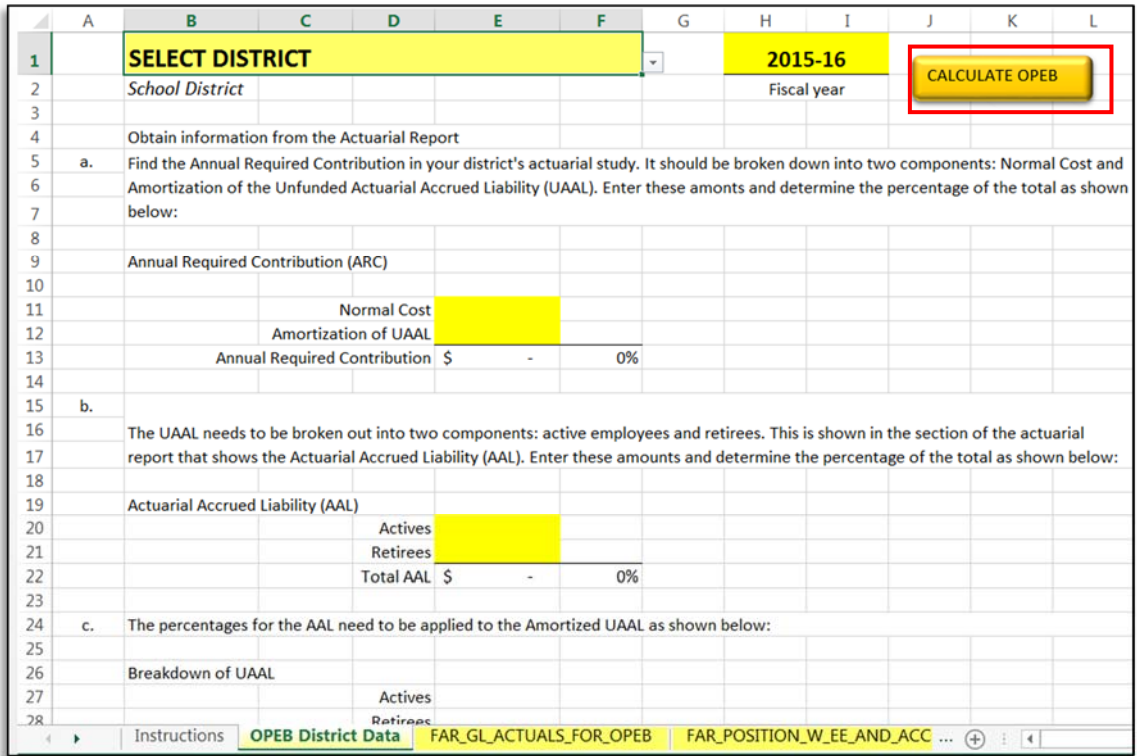 A B C D E F G H I J K L
1 SELECT DISTRICT 2015-16 CALCULATE OPEB
2 School District Fiscal year
3
4 Obtain information from the Actuarial Report
5 a. Find the Annual Required Contribution in your district's actuarial study. It should be broken down into two components: Normal Cost and
6 Amortization of the Unfunded Actuarial Accrued Liability (UAAL). Enter these amonts and determine the percentage of the total as shown
7 below:
8
9 Annual Required Contribution (ARC)
10
11 Normal Cost
12 Amortization of UAAL
13 Annual Required Contribution $ - 0%
14
15 b.
16 The UAAL needs to be broken out into two components: active employees and retirees. This is shown in the section of the actuarial
17 report that shows the Actuarial Accrued Liability (AAL). Enter these amounts and determine the percentage of the total as shown below:
18
19 Actuarial Accrued Liability (AAL)
20 Actives
21 Retirees
22 Total AAL $ - 0%
23
24 c. The percentages for the AAL need to be applied to the Amortized UAAL as shown below:
25
26 Breakdown of UAAL
27 Actives
28 Retirees
Instructions OPEB District Data FAR_GL_ACTUALS_FOR_OPEB FAR_POSITION_W_EE_AND_ACC ...